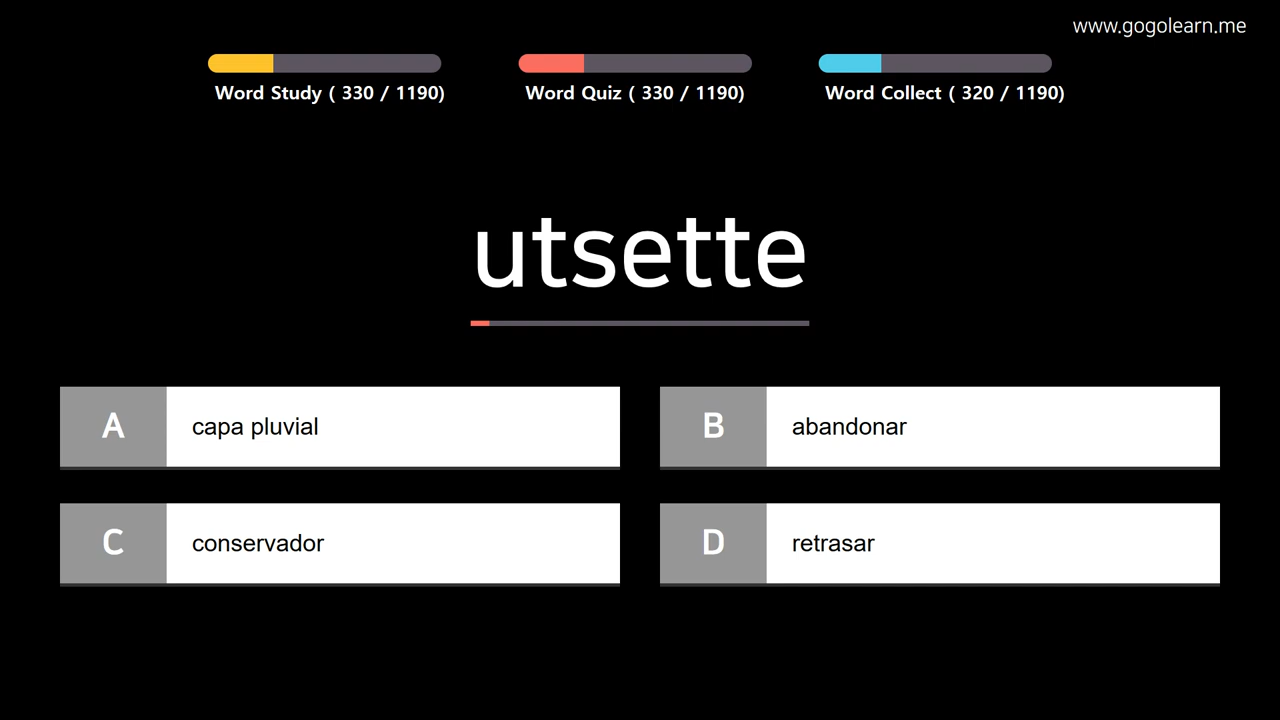 www.gogolearn.me
Word Study ( 330 / 1190)
Word Quiz ( 330 / 1190)
Word Collect ( 320 / 1190)
utsette
A capa pluvial
B abandonar
C conservador
D retrasar